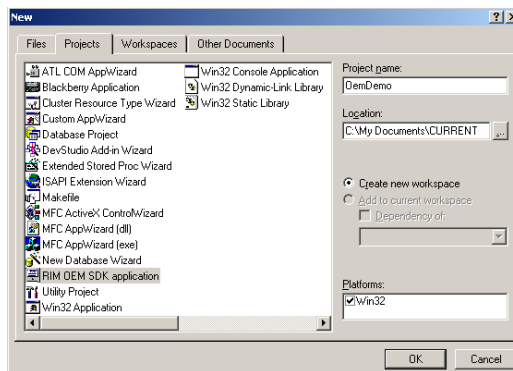 New
Files Projects Workspaces Other Documents
ATL COM AppWizard
Blackberry Application
Cluster Resource Type Wizard
Custom AppWizard
Database Project
DevStudio Add-in Wizard
Extended Stored Proc Wizard
ISAPI Extension Wizard
Makefile
MFC ActiveX ControlWizard
MFC AppWizard (dll)
MFC AppWizard (exe)
New Database Wizard
RIM OEM SDK application
Utility Project
Win32 Application
Win32 Console Application
Win32 Dynamic-Link Library
Win32 Static Library
Project name:
OemDemo
Location:
C:\My Documents\CURRENT
...
Create new workspace
Add to current workspace
Dependency of:
Platforms:
Win32
OK Cancel